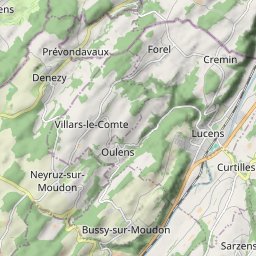 ens
Forel
Prévondavaux
Cremin
Denezy
Villars-le-Comte
Lucens
Oulens
Curtilles
Neyruz-sur-
Moudon
Bussy-sur-Moudon
Sarzens